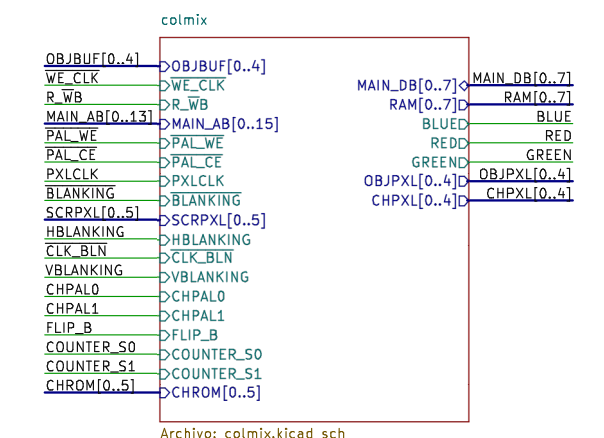 colmix
OBJBUF[0..4] OBJBUF[0..4]
WE_CLK WE_CLK MAIN_DB[0..7] MAIN_DB[0..7]
R_WB R_WB RAM[0..7] RAM[0..7]
MAIN_AB[0..13] MAIN_AB[0..15] BLUE BLUE
PAL_WE PAL_WE RED RED
PAL_CE PAL_CE GREEN GREEN
PXLCLK PXLCLK OBJPXL[0..4] OBJPXL[0..4]
BLANKING BLANKING CHPXL[0..4] CHPXL[0..4]
SCRPXL[0..5] SCRPXL[0..5]
HBLANKING HBLANKING
CLK_BLN CLK_BLN
VBLANKING VBLANKING
CHPAL0 CHPAL0
CHPAL1 CHPAL1
FLIP_B FLIP_B
COUNTER_S0 COUNTER_S0
COUNTER_S1 COUNTER_S1
CHROM[0..5] CHROM[0..5]
Archivo: colmix.kicad_sch